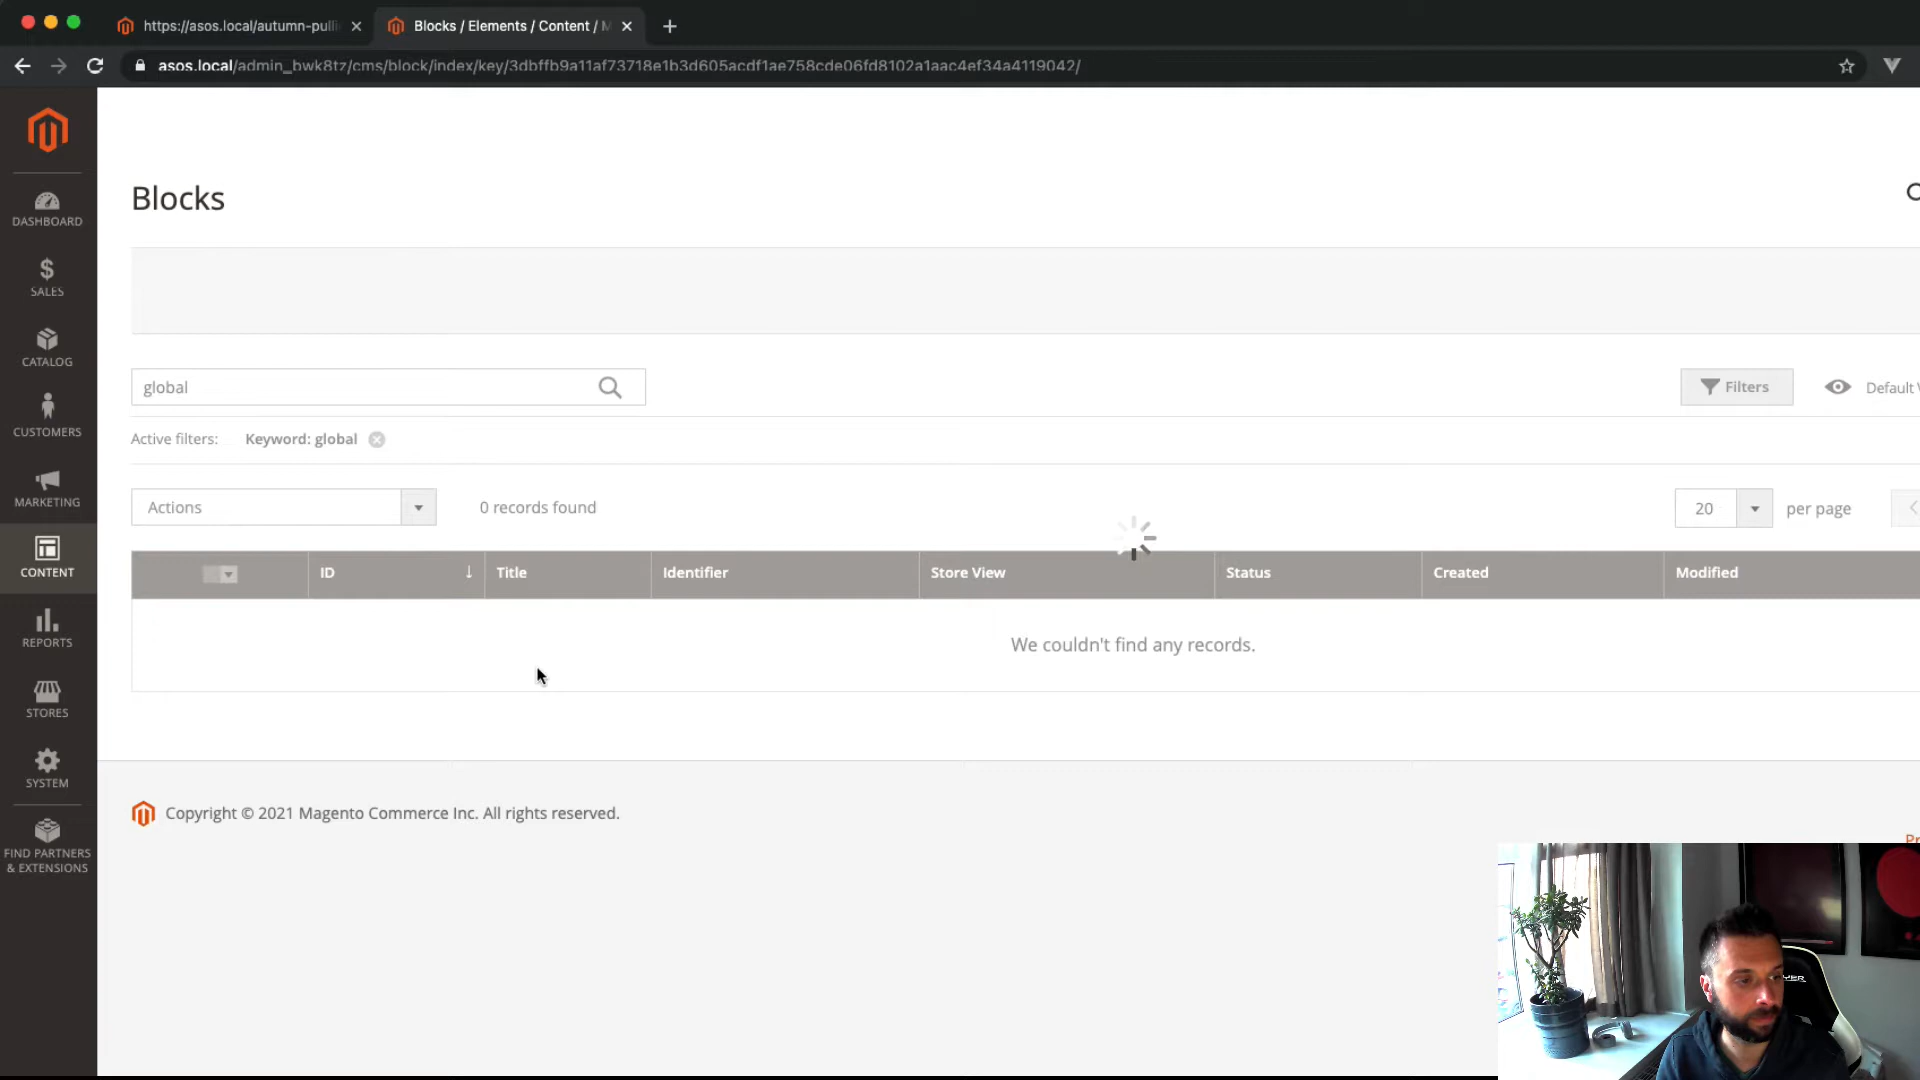 https://asos.local/autumn-pulli
Blocks / Elements / Content / M
asos.local/admin_bwk8tz/cms/block/index/key/3dbffb9a11af73718e1b3d605acdf1ae758cde06fd8102a1aac4ef34a4119042/
DASHBOARD
SALES
CATALOG
CUSTOMERS
MARKETING
CONTENT
REPORTS
STORES
SYSTEM
FIND PARTNERS
& EXTENSIONS
Blocks
global
Filters
Default
Active filters: Keyword: global
Actions
0 records found
20 per page
ID Title Identifier Store View Status Created Modified
We couldn't find any records.
Copyright © 2021 Magento Commerce Inc. All rights reserved.